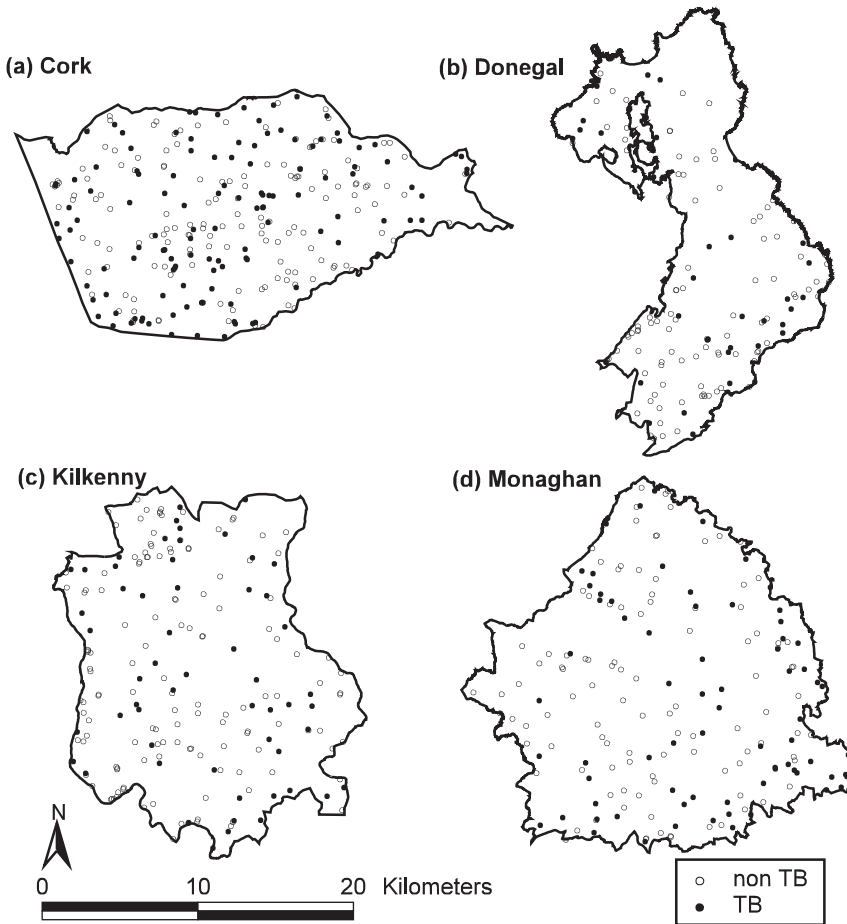 (a) Cork
(b) Donegal
(c) Kilkenny
(d) Monaghan
N
0 10 20 Kilometers
non TB
TB